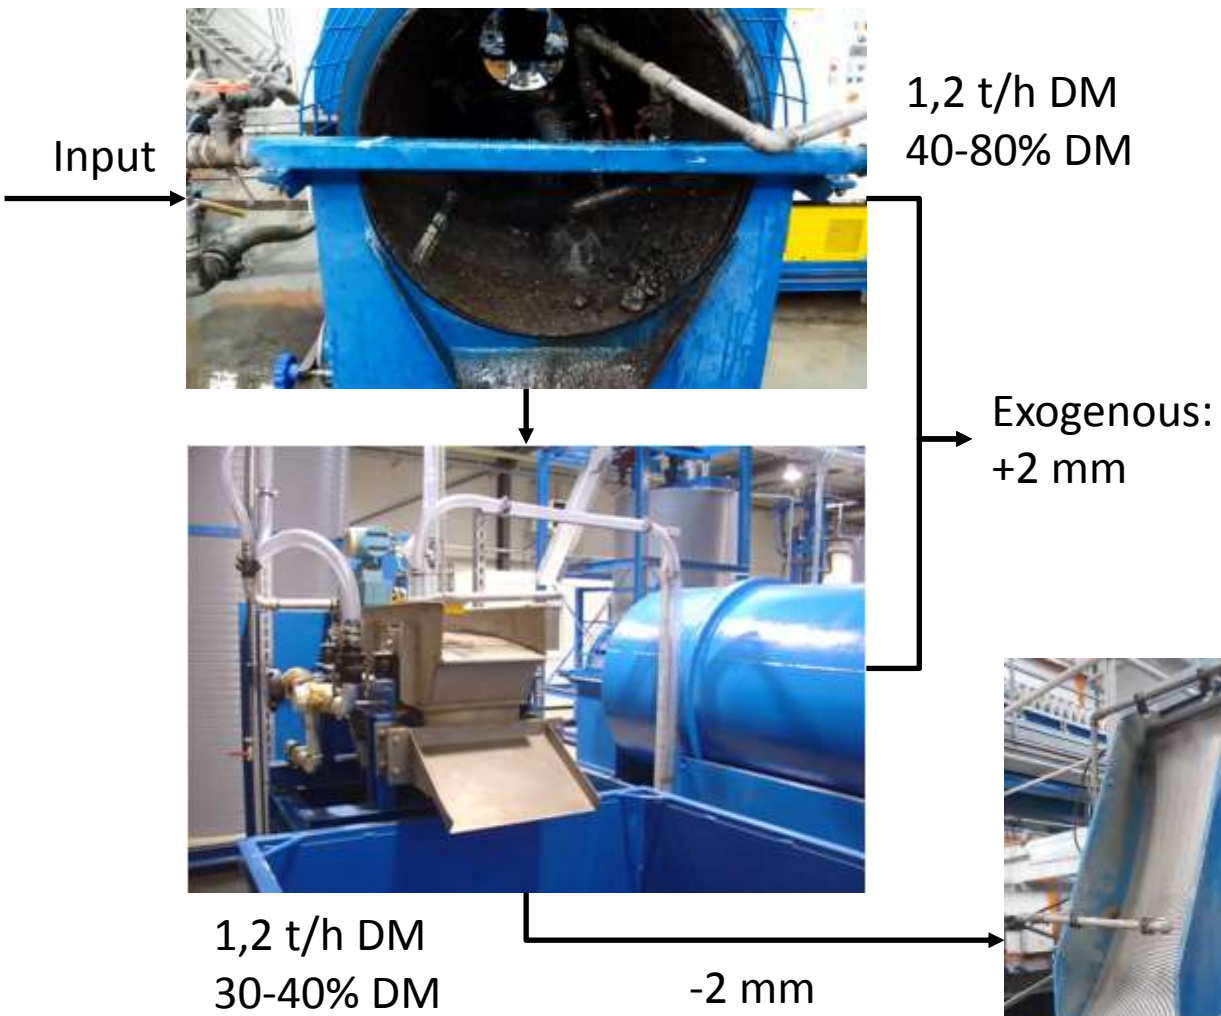 1,2 t/h DM
40-80% DM
Input
Exogenous:
+2 mm
1,2 t/h DM
30-40% DM
-2 mm